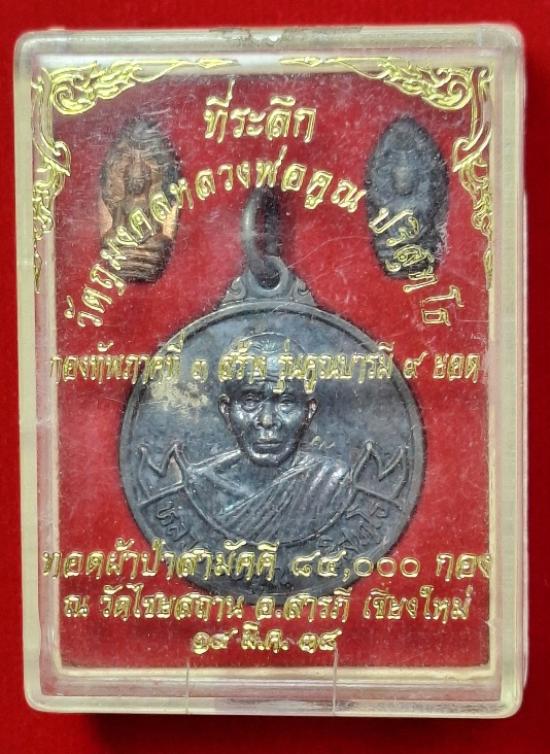 ที่ระลึก
วัตถุมงคลหลวงพ่อคูณ ปริสุทโธ
กองทัพภาคที่ ๓ สร้าง รุ่นคูณบารมี ๙ ยอด
ทอดผ้าป่าสามัคคี ๘๔,๐๐๐ กอง
ณ วัดไชยสถาน อ.สารภี เชียงใหม่
๑๙ มี.ค. ๓๘